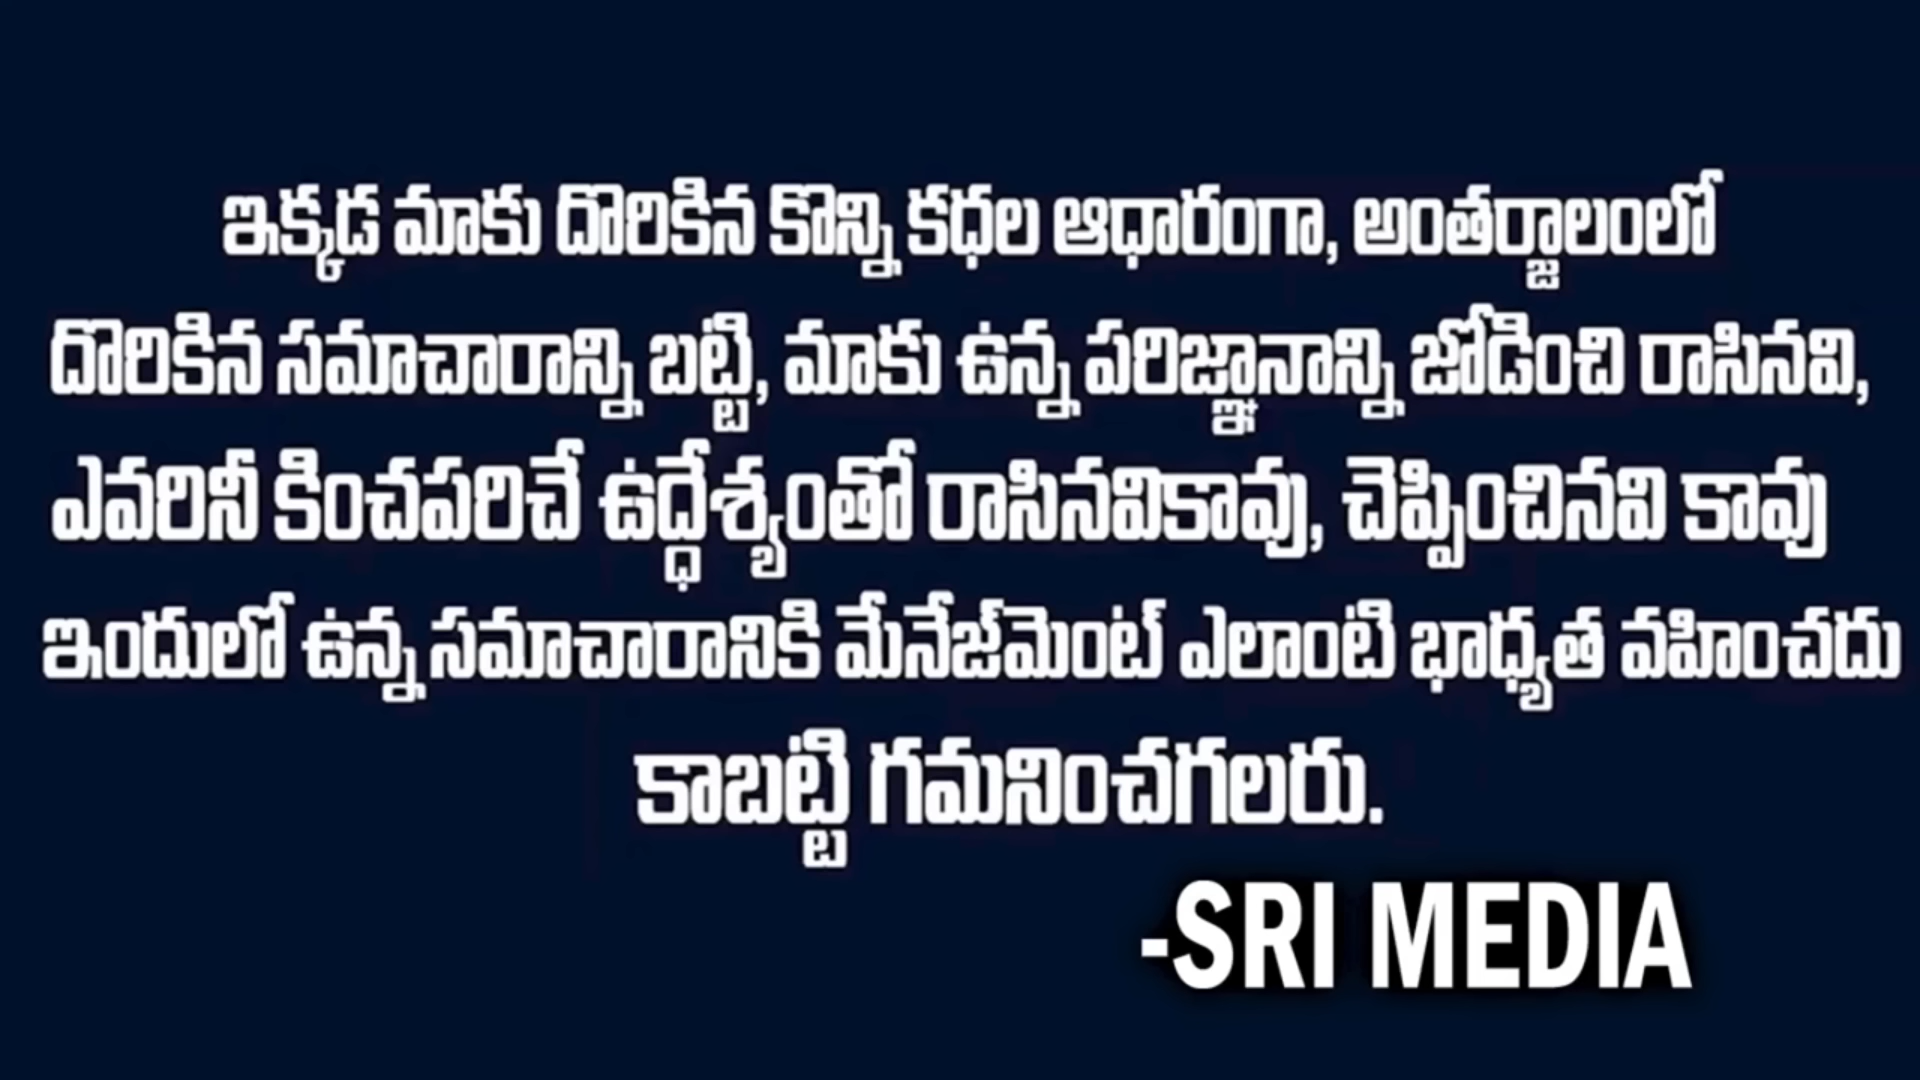 ఇక్కడ మాకు దొరికిన కొన్ని కధల ఆధారంగా, అంతర్జాలంలో
దొరికిన సమాచారాన్ని బట్టి, మాకు ఉన్న పరిజ్ఞానాన్ని జోడించి రాసినవి,
ఎవరినీ కించపరిచే ఉద్ధేశ్యంతో రాసినవికావు, చెప్పించినవి కావు
ఇందులో ఉన్న సమాచారానికి మేనేజ్‌మెంట్ ఎలాంటి భాధ్యత వహించదు
కాబట్టి గమనించగలరు.
-SRI MEDIA